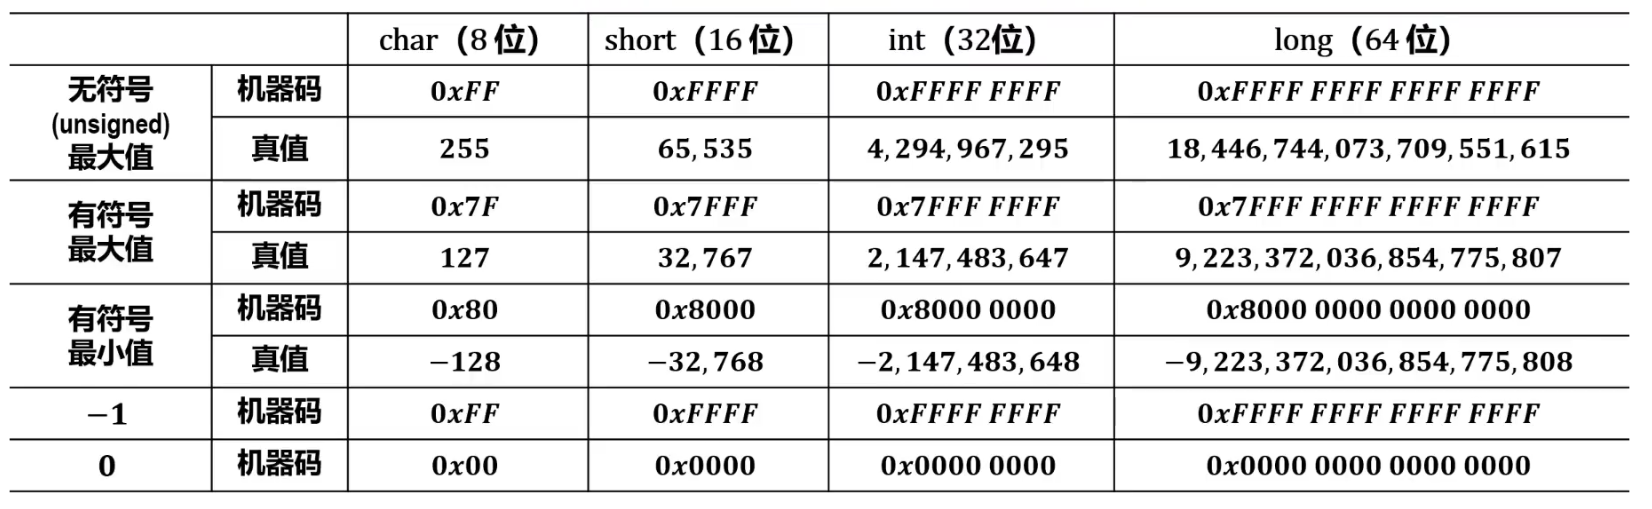 char（8 位） short（16 位） int（32位） long（64 位）
无符号 (unsigned) 最大值 机器码 0xFF 0xFFFF 0xFFFF FFFF 0xFFFF FFFF FFFF FFFF
真值 255 65,535 4,294,967,295 18,446,744,073,709,551,615
有符号 最大值 机器码 0x7F 0x7FFF 0x7FFF FFFF 0x7FFF FFFF FFFF FFFF
真值 127 32,767 2,147,483,647 9,223,372,036,854,775,807
有符号 最小值 机器码 0x80 0x8000 0x8000 0000 0x8000 0000 0000 0000
真值 −128 −32,768 −2,147,483,648 −9,223,372,036,854,775,808
−1 机器码 0xFF 0xFFFF 0xFFFF FFFF 0xFFFF FFFF FFFF FFFF
0 机器码 0x00 0x0000 0x0000 0000 0x0000 0000 0000 0000